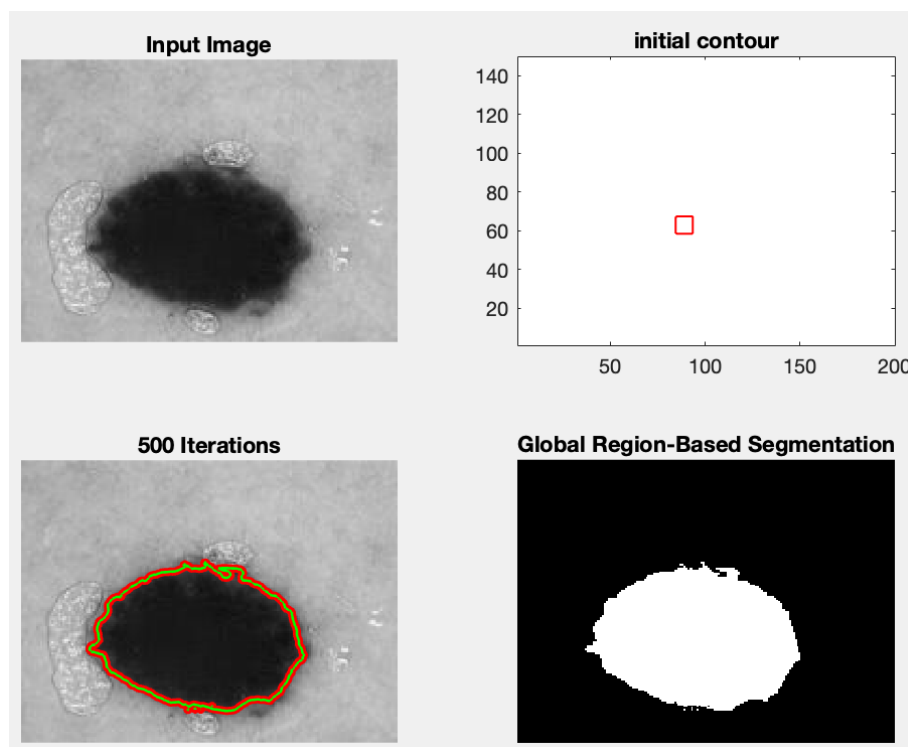 Input Image
initial contour
140
120
100
80
60
40
20
50 100 150 200
500 Iterations
Global Region-Based Segmentation